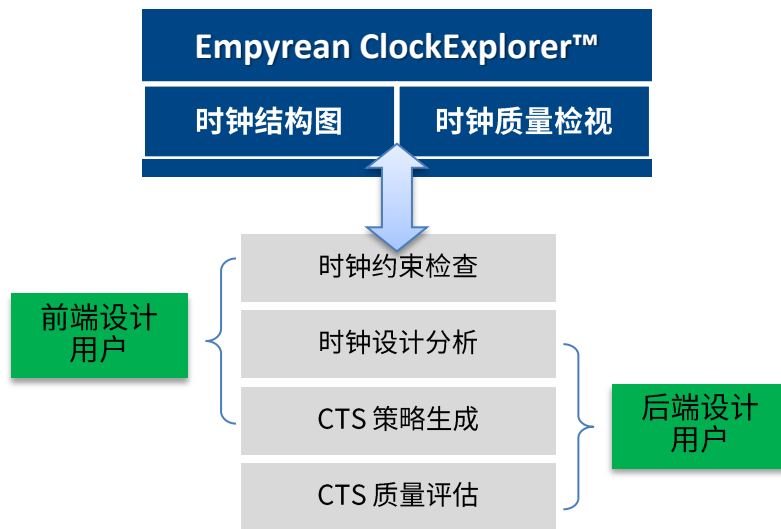 Empyrean ClockExplorer™
时钟结构图
时钟质量检视
时钟约束检查
前端设计
用户
时钟设计分析
CTS 策略生成
后端设计
用户
CTS 质量评估